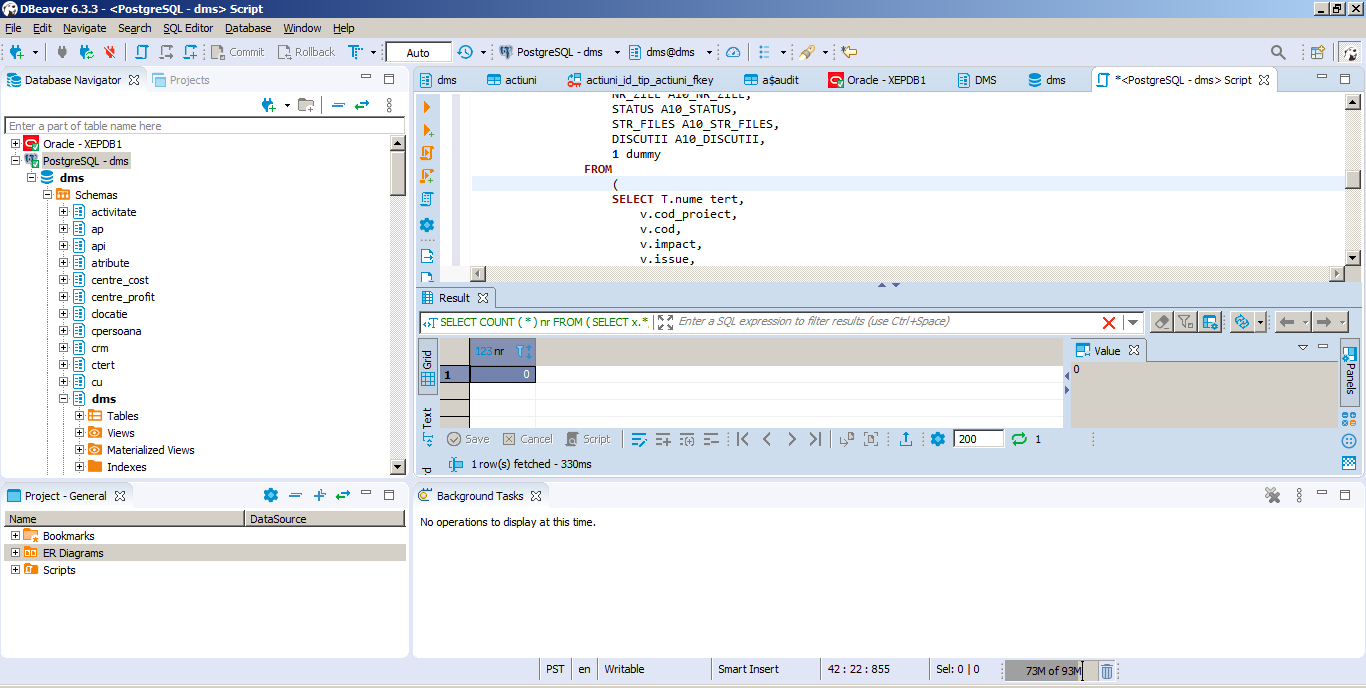 DBeaver 6.3.3 - <PostgreSQL - dms> Script
File Edit Navigate Search SQL Editor Database Window Help
Commit Rollback Auto PostgreSQL - dms dms@dms
Database Navigator Projects
Enter a part of table name here
Oracle - XEPDB1
PostgreSQL - dms
dms
Schemas
activitate
ap
api
atribute
centre_cost
centre_profit
clocatie
cpersoana
crm
ctert
cu
dms
Tables
Views
Materialized Views
Indexes
dms actiuni actiuni_id_tip_actiuni_fkey a$audit Oracle - XEPDB1 DMS dms *<PostgreSQL - dms> Script
NR_ZILE A10_NR_ZILE,
STATUS A10_STATUS,
STR_FILES A10_STR_FILES,
DISCUTII A10_DISCUTII,
1 dummy
FROM
(
SELECT T.nume tert,
v.cod_proiect,
v.cod,
v.impact,
v.issue,
Result
SELECT COUNT ( * ) nr FROM ( SELECT x.*, Enter a SQL expression to filter results (use Ctrl+Space)
Grid
Text
123 nr
1 0
Value
0
Panels
Save Cancel Script 200 1
1 row(s) fetched - 330ms
Project - General
Name DataSource
Bookmarks
ER Diagrams
Scripts
Background Tasks
No operations to display at this time.
PST en Writable Smart Insert 42 : 22 : 855 Sel: 0 | 0 73M of 93M